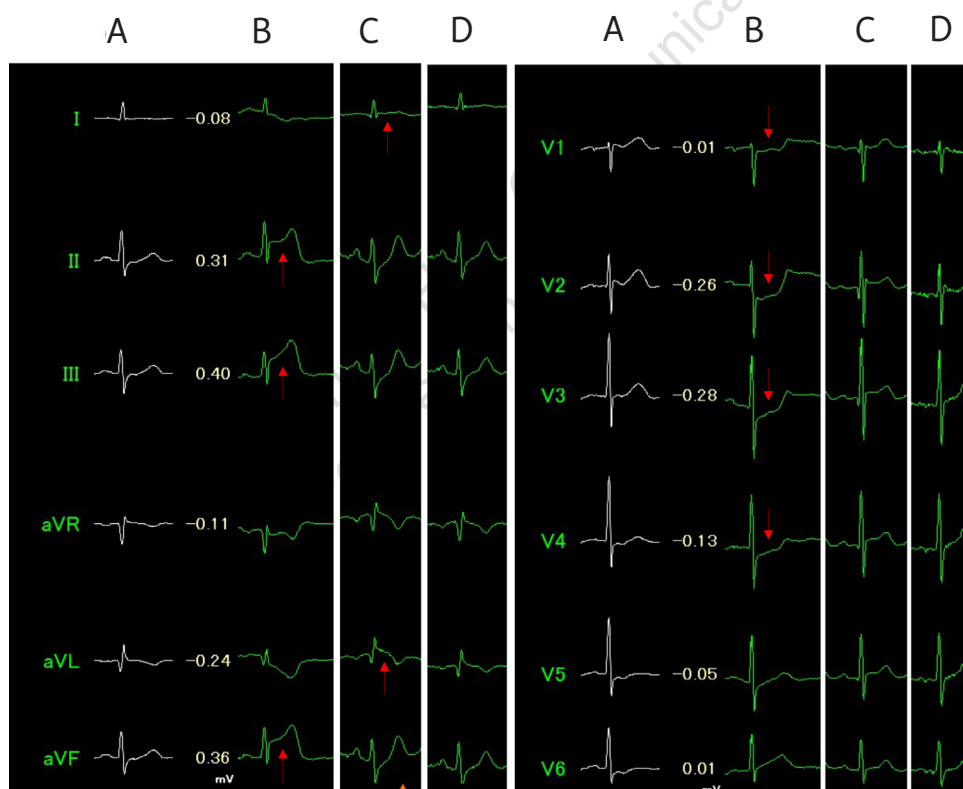 A B C D A B C D
I -0.08
II 0.31
III 0.40
aVR -0.11
aVL -0.24
aVF 0.36
mV
V1 -0.01
V2 -0.26
V3 -0.28
V4 -0.13
V5 -0.05
V6 0.01
mV